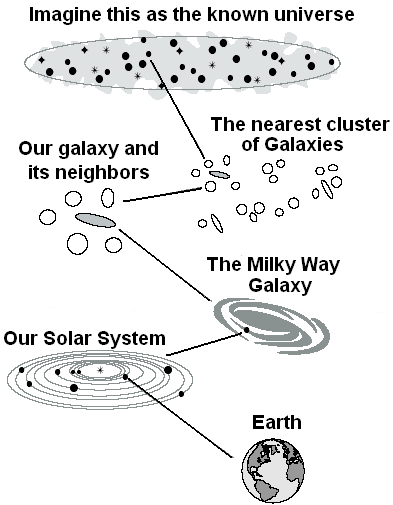 Imagine this as the known universe
The nearest cluster
of Galaxies
Our galaxy and
its neighbors
The Milky Way
Galaxy
Our Solar System
Earth